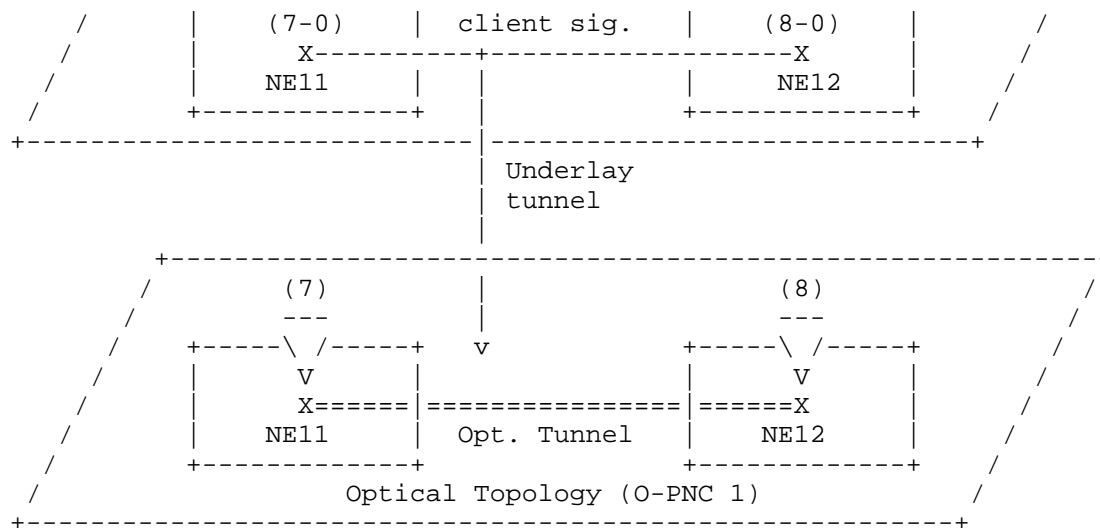 (7-0) client sig. (8-0)
X X
NE11 NE12
Underlay
tunnel
(7) (8)
v
V V
X X
NE11 Opt. Tunnel NE12
Optical Topology (O-PNC 1)